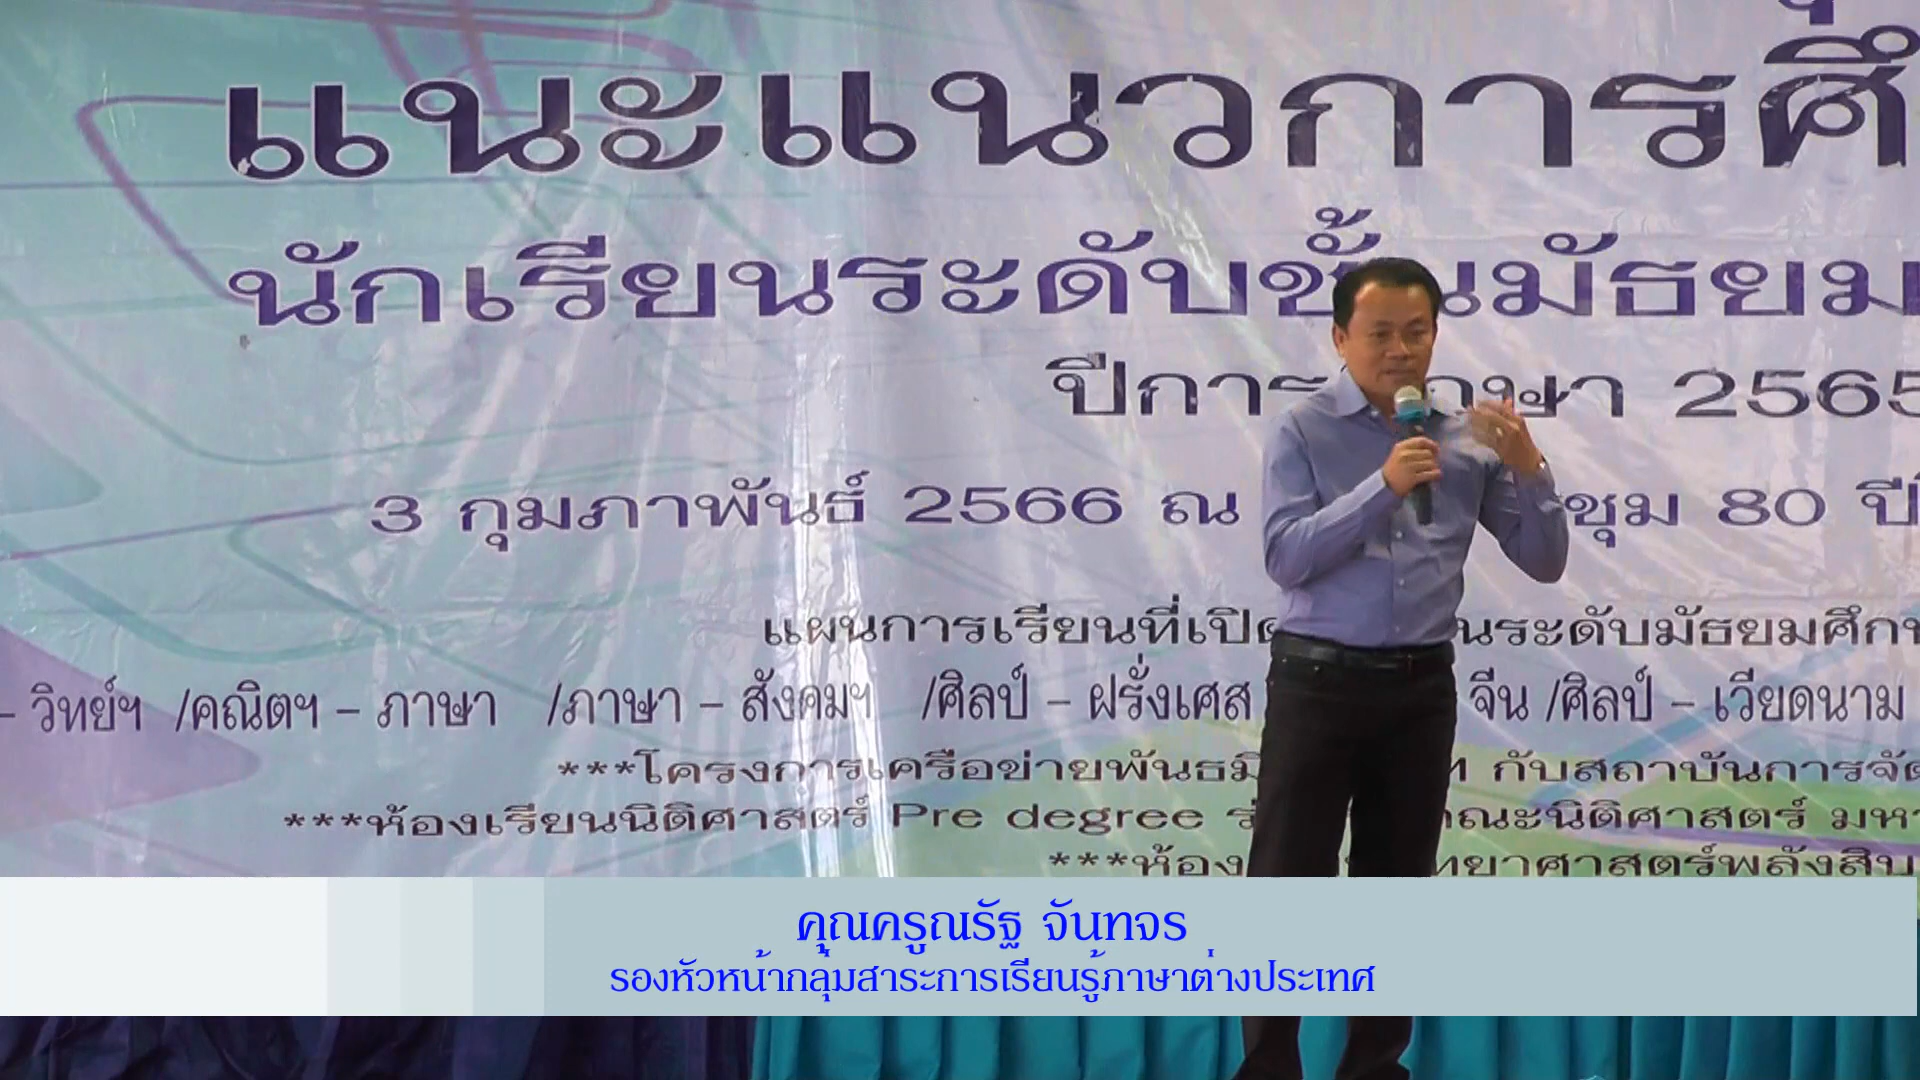 แนะแนวการศึ
นักเรียนระดับชั้นมัธยม
ปีการศึกษา 2565
3 กุมภาพันธ์ 2566 ณ ชุม 80 ปี
แผนการเรียนที่เปิด นระดับมัธยมศึกษ
- วิทย์ฯ /คณิตฯ – ภาษา /ภาษา – สังคมฯ /ศิลป์ – ฝรั่งเศส จีน /ศิลป์ – เวียดนาม
***โครงการเครือข่ายพันธมิ กับสถาบันการจัด
***ห้องเรียนนิติศาสตร์ Pre degree คณะนิติศาสตร์ มหา
***ห้อง วิทยาศาสตร์พลังสิบ
คุณครูณรัฐ จันทจร
รองหัวหน้ากลุ่มสาระการเรียนรู้ภาษาต่างประเทศ